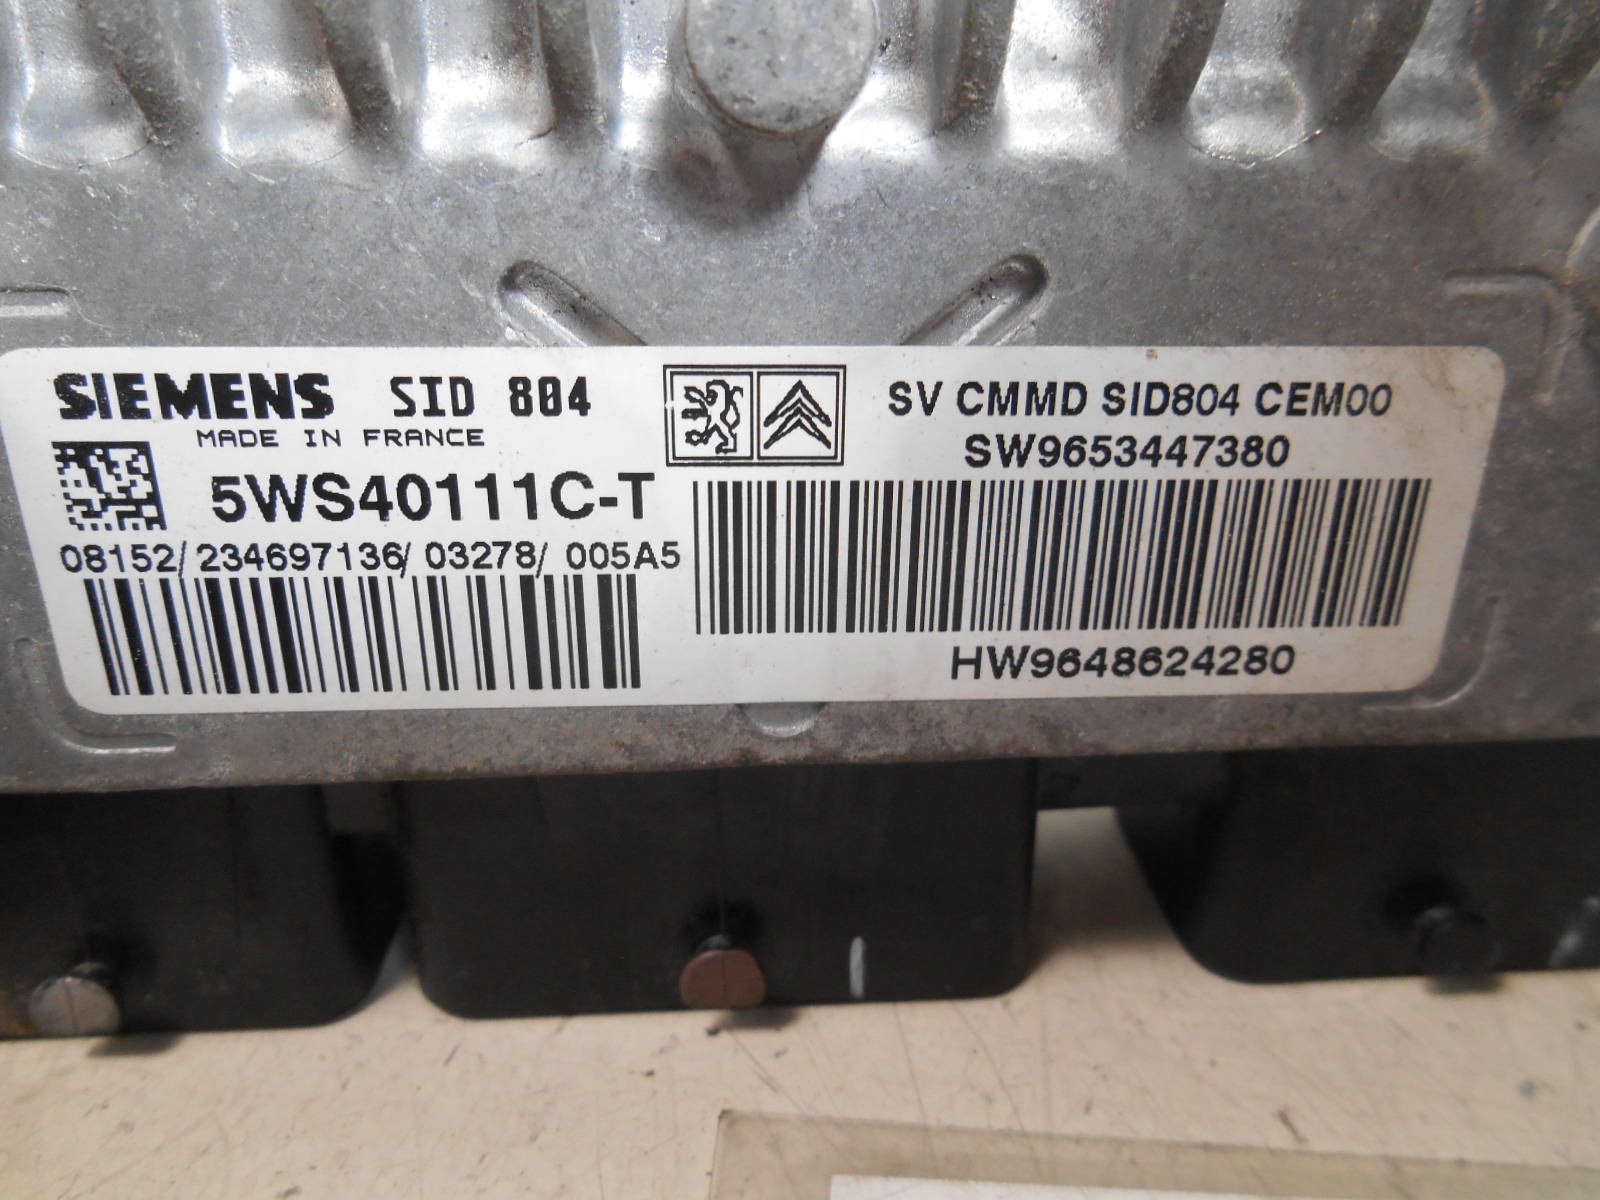 SIEMENS SID 804
MADE IN FRANCE
5WS40111C-T
08152/234697136/03278/ 005A5
SV CMMD SID804 CEM00
SW9653447380
HW9648624280